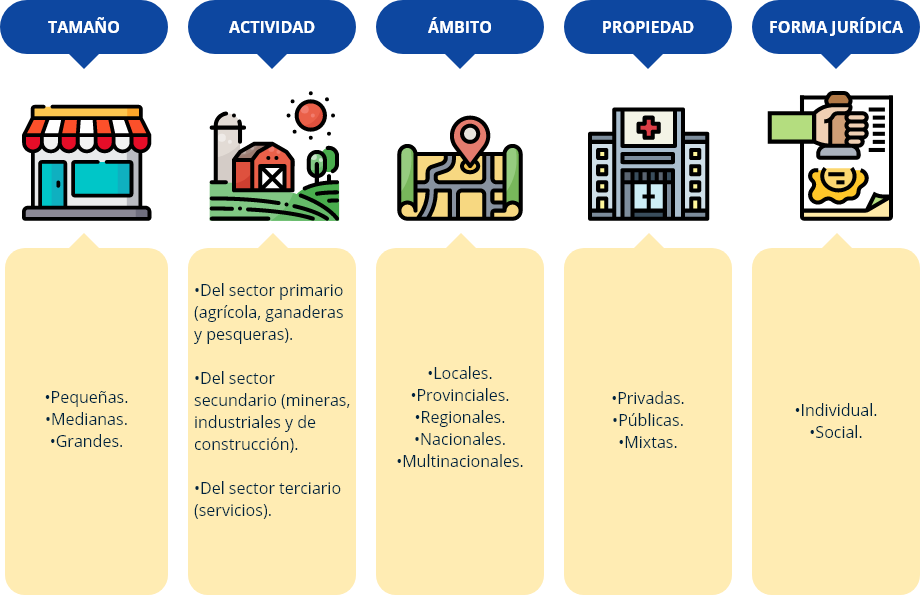 TAMAÑO
•Pequeñas.
•Medianas.
•Grandes.
ACTIVIDAD
•Del sector primario
(agrícola, ganaderas
y pesqueras).
•Del sector
secundario (mineras,
industriales y de
construcción).
•Del sector terciario
(servicios).
ÁMBITO
•Locales.
•Provinciales.
•Regionales.
•Nacionales.
•Multinacionales.
PROPIEDAD
•Privadas.
•Públicas.
•Mixtas.
FORMA JURÍDICA
•Individual.
•Social.